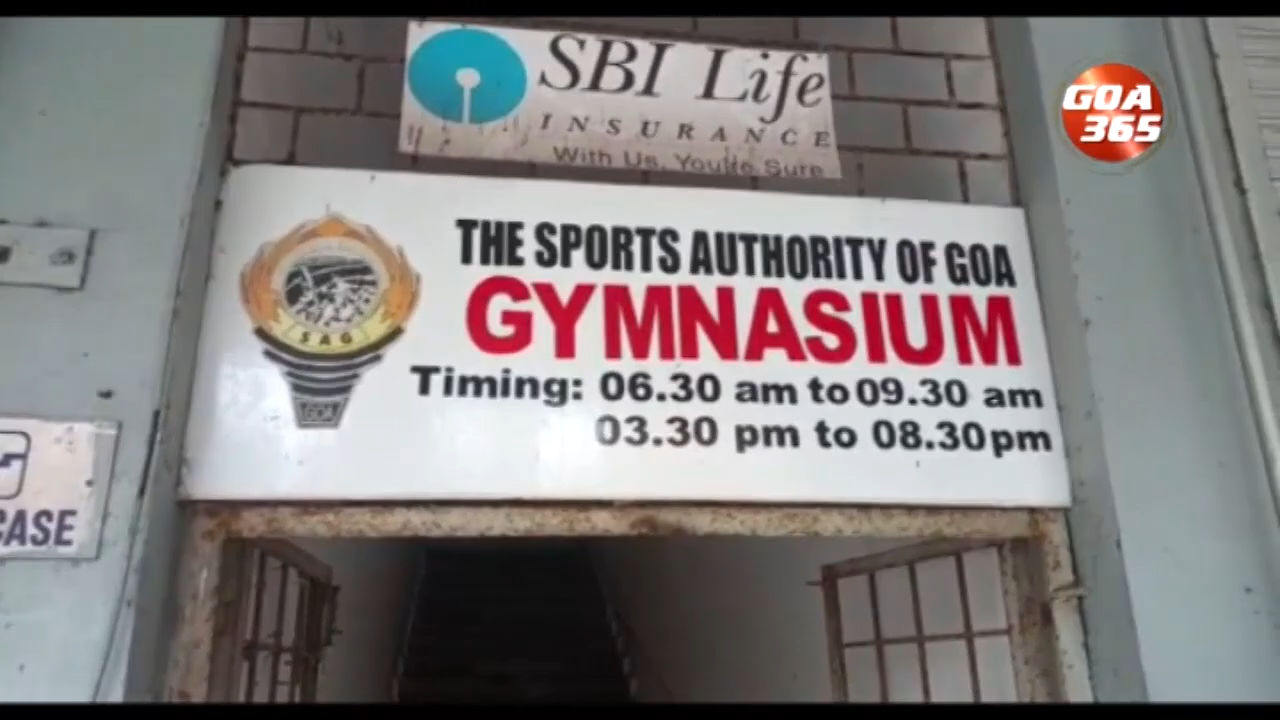 SBI Life
INSURANCE
With Us, You're Sure
GOA
365
THE SPORTS AUTHORITY OF GOA
GYMNASIUM
Timing: 06.30 am to 09.30 am
03.30 pm to 08.30pm
SAG
GOA
CASE